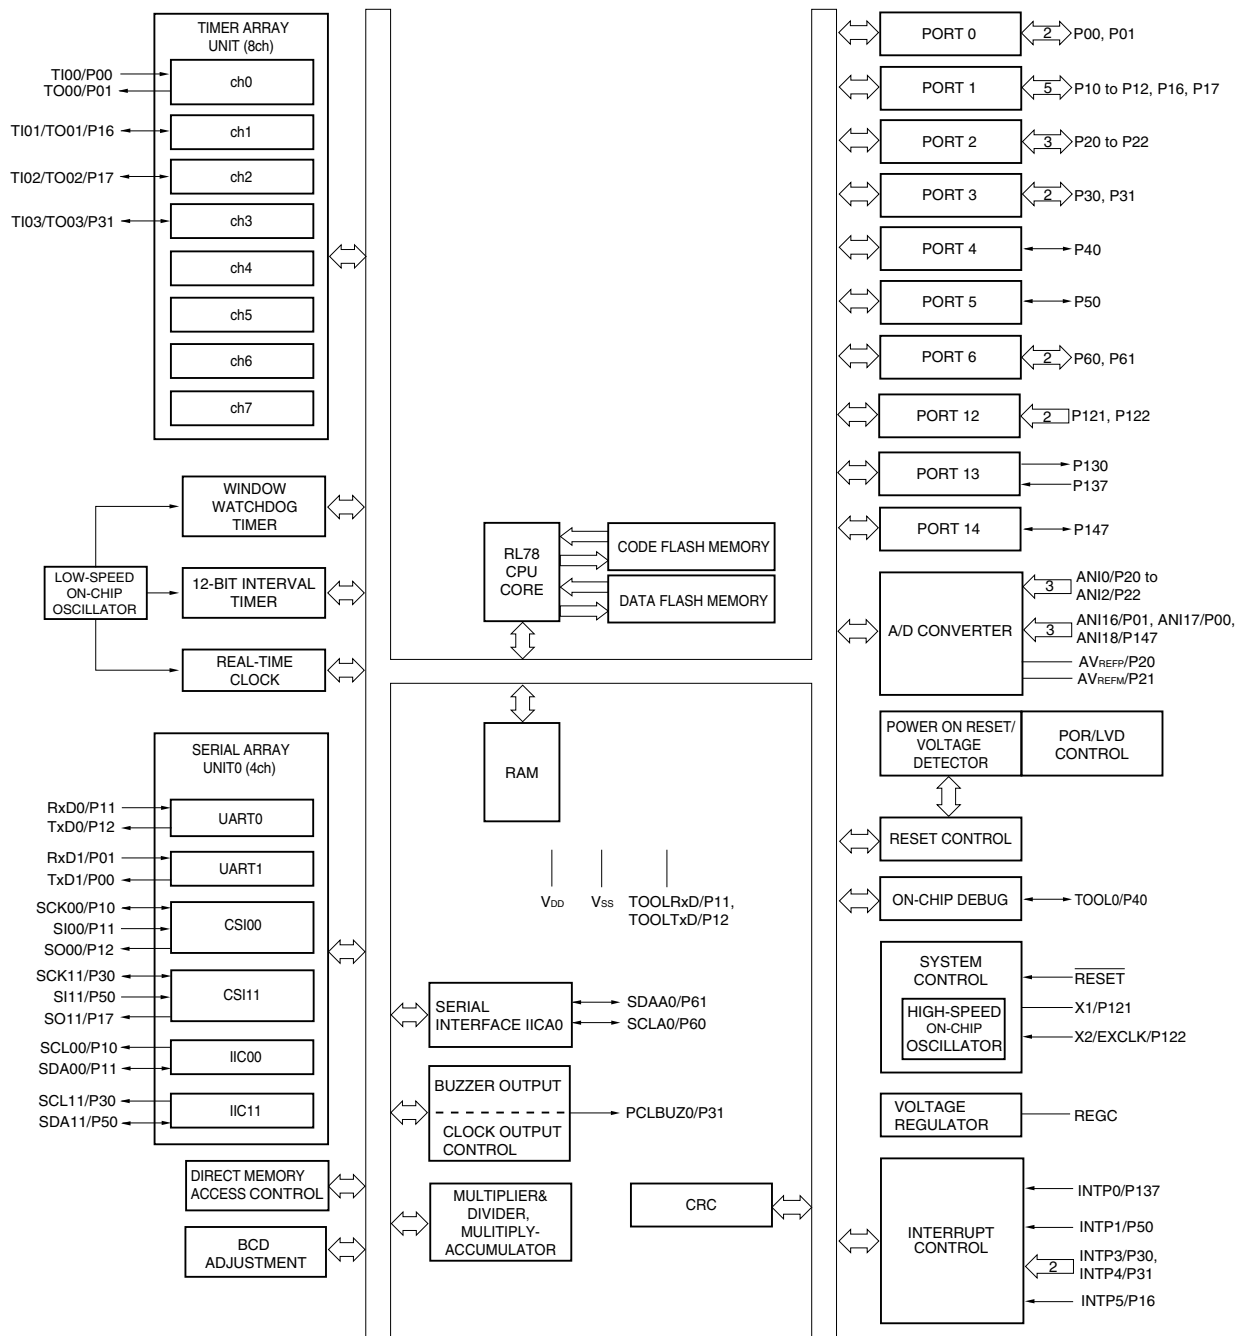 TIMER ARRAY
UNIT (8ch)
TI00/P00
TO00/P01
ch0
TI01/TO01/P16
ch1
TI02/TO02/P17
ch2
TI03/TO03/P31
ch3
ch4
ch5
ch6
ch7
WINDOW
WATCHDOG
TIMER
LOW-SPEED
ON-CHIP
OSCILLATOR
12-BIT INTERVAL
TIMER
REAL-TIME
CLOCK
SERIAL ARRAY
UNIT0 (4ch)
RxD0/P11
TxD0/P12
UART0
RxD1/P01
TxD1/P00
UART1
SCK00/P10
SI00/P11
SO00/P12
CSI00
SCK11/P30
SI11/P50
SO11/P17
CSI11
SCL00/P10
SDA00/P11
IIC00
SCL11/P30
SDA11/P50
IIC11
DIRECT MEMORY
ACCESS CONTROL
BCD
ADJUSTMENT
RL78
CPU
CORE
CODE FLASH MEMORY
DATA FLASH MEMORY
RAM
VDD
VSS
TOOLRxD/P11,
TOOLTxD/P12
SERIAL
INTERFACE IICA0
SDAA0/P61
SCLA0/P60
BUZZER OUTPUT
CLOCK OUTPUT
CONTROL
PCLBUZ0/P31
MULTIPLIER&
DIVIDER,
MULITIPLY-
ACCUMULATOR
CRC
PORT 0
2
P00, P01
PORT 1
5
P10 to P12, P16, P17
PORT 2
3
P20 to P22
PORT 3
2
P30, P31
PORT 4
P40
PORT 5
P50
PORT 6
2
P60, P61
PORT 12
2
P121, P122
PORT 13
P130
P137
PORT 14
P147
A/D CONVERTER
3
ANI0/P20 to
ANI2/P22
3
ANI16/P01, ANI17/P00,
ANI18/P147
AVREFP/P20
AVREFM/P21
POWER ON RESET/
VOLTAGE
DETECTOR
POR/LVD
CONTROL
RESET CONTROL
ON-CHIP DEBUG
TOOL0/P40
SYSTEM
CONTROL
HIGH-SPEED
ON-CHIP
OSCILLATOR
RESET
X1/P121
X2/EXCLK/P122
VOLTAGE
REGULATOR
REGC
INTERRUPT
CONTROL
INTP0/P137
INTP1/P50
2
INTP3/P30,
INTP4/P31
INTP5/P16